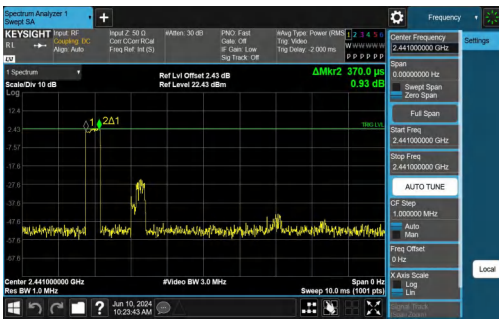 Spectrum Analyzer 1
Swept SA
Frequency
KEYSIGHT
RL
Input: RF
Coupling: DC
Align: Auto
Input Z: 50 Ω
Corr CCorr RCal
Freq Ref: Int (S)
#Atten: 30 dB
PNO: Fast
Gate: Off
IF Gain: Low
Sig Track: Off
#Avg Type: Power (RMS
Trig: Video
Trig Delay: -2.000 ms
1 2 3 4 5 6
W W W W W W
P P P P P P
LVI
1 Spectrum
Scale/Div 10 dB
Log
Ref Lvl Offset 2.43 dB
Ref Level 22.43 dBm
ΔMkr2 370.0 µs
0.93 dB
12.4
2.43
-7.57
-17.6
-27.6
-37.6
-47.6
-57.6
-67.6
1
2Δ1
TRIG LVL
Center 2.441000000 GHz
Res BW 1.0 MHz
#Video BW 3.0 MHz
Span 0 Hz
Sweep 10.0 ms (1001 pts)
Center Frequency
2.441000000 GHz
Span
0.00000000 Hz
Swept Span
Zero Span
Full Span
Start Freq
2.441000000 GHz
Stop Freq
2.441000000 GHz
AUTO TUNE
CF Step
1.000000 MHz
Auto
Man
Freq Offset
0 Hz
X Axis Scale
Log
Lin
Signal Track
Settings
Local
Jun 10, 2024
10:23:43 AM
?